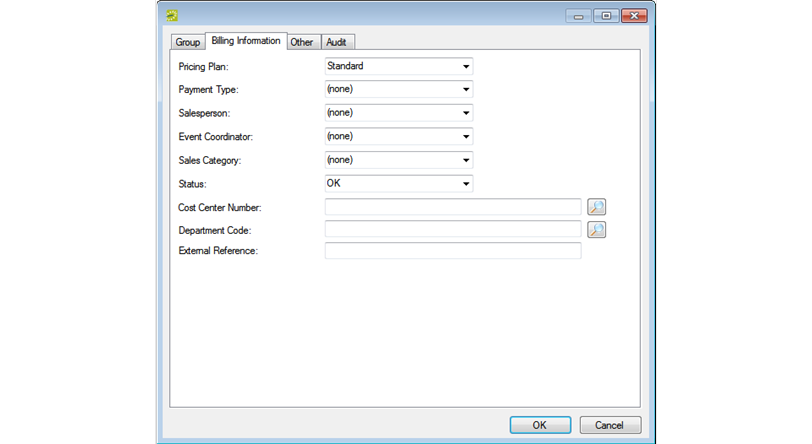 Group Billing Information Other Audit
Pricing Plan: Standard
Payment Type: (none)
Salesperson: (none)
Event Coordinator: (none)
Sales Category: (none)
Status: OK
Cost Center Number:
Department Code:
External Reference:
OK Cancel